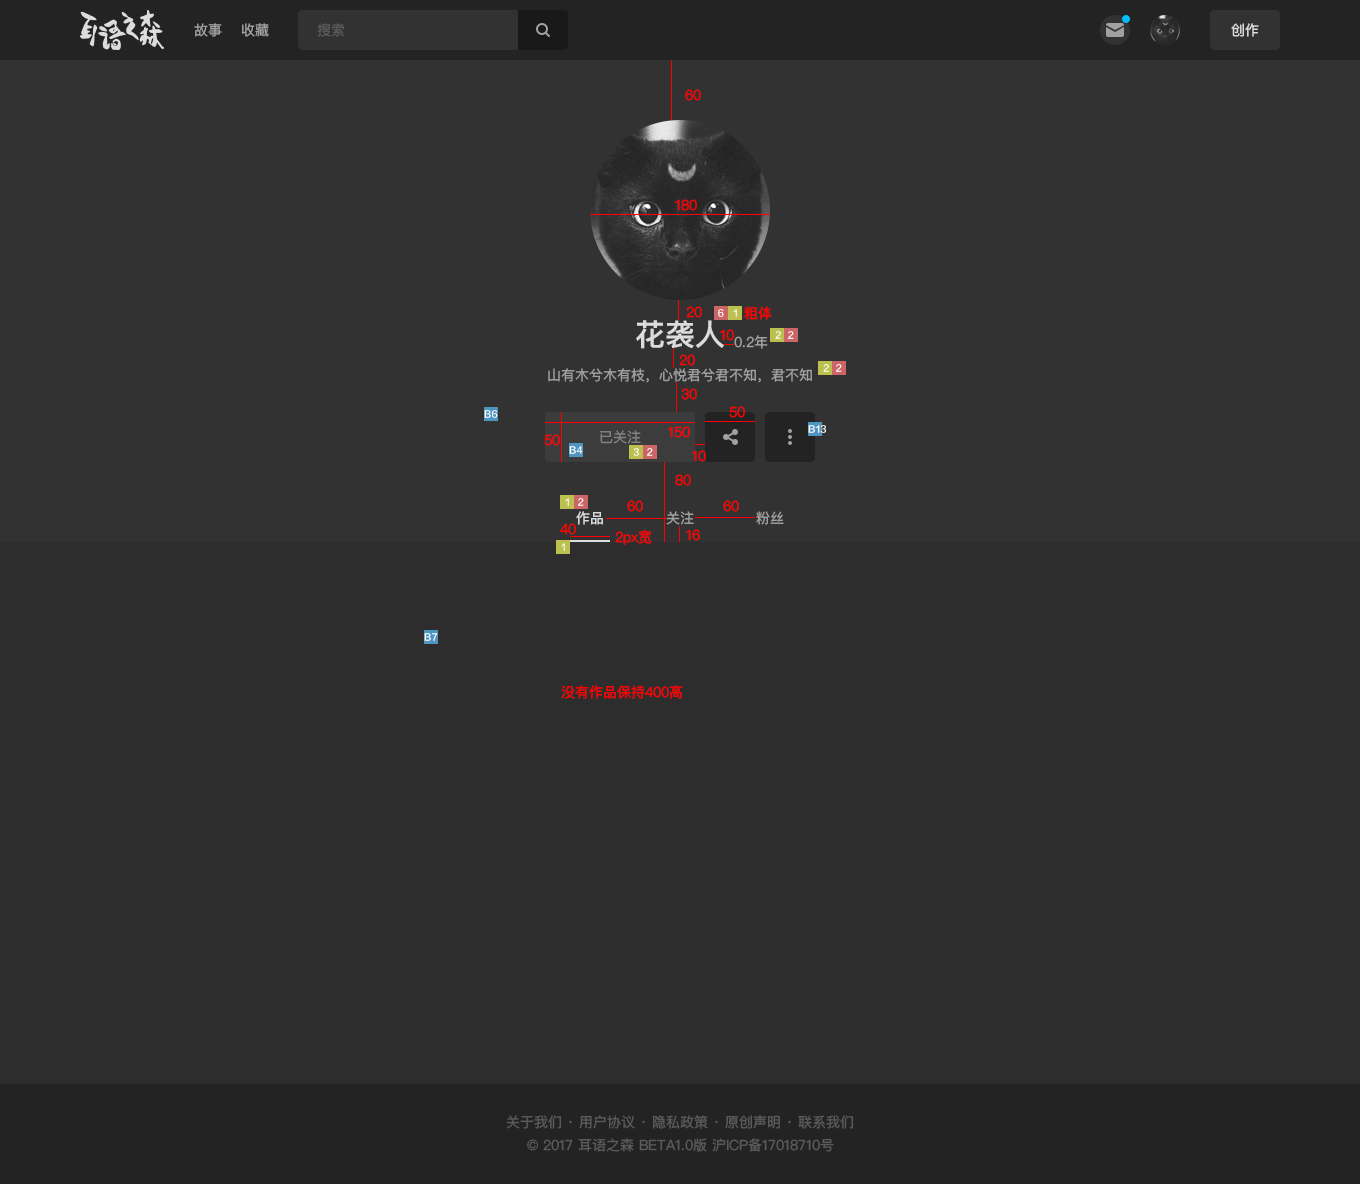 耳语之森 故事 收藏 搜索 创作
60
180
20 6 1 粗体
花袭人 10 0.2年 2 2
20
山有木兮木有枝，心悦君兮君不知，君不知 2 2
30
B6 50 B13
50 已关注 150
B4 3 2 10
80
1 2 60 60
作品 关注 粉丝
40 2px宽 16
1
B7
没有作品保持400高
关于我们 · 用户协议 · 隐私政策 · 原创声明 · 联系我们
© 2017 耳语之森 BETA1.0版 沪ICP备17018710号